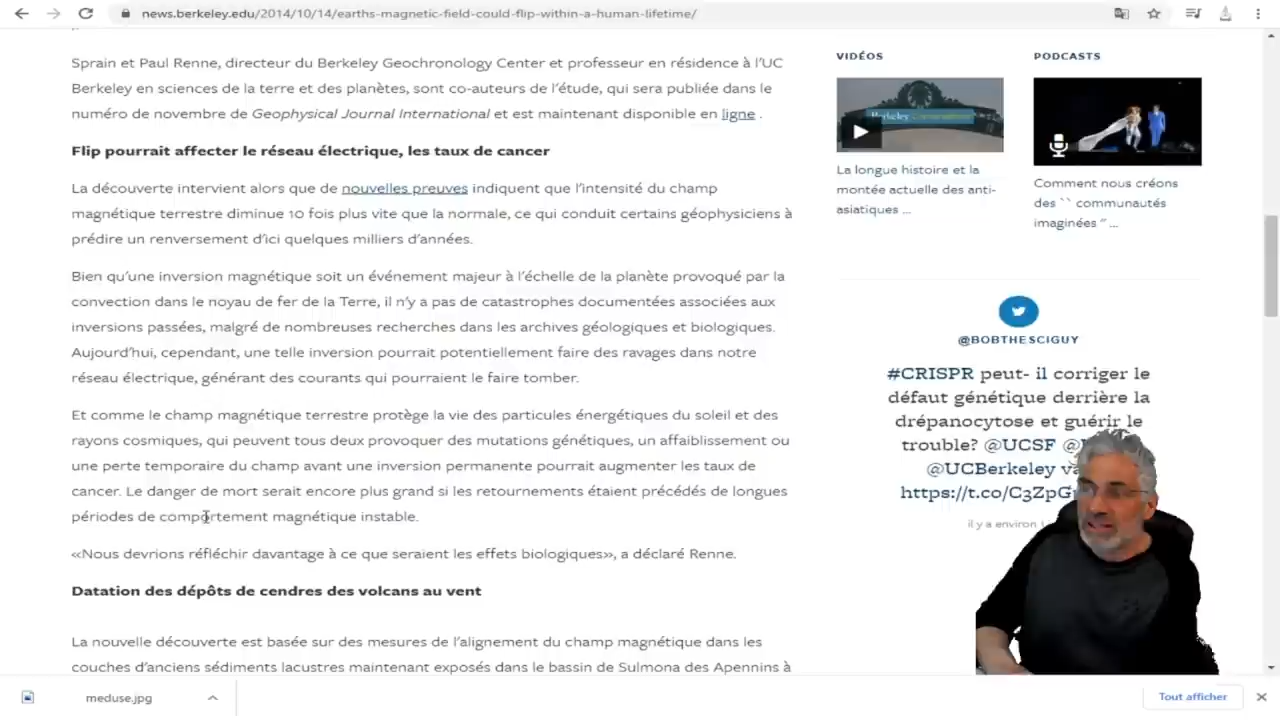 news.berkeley.edu/2014/10/14/earths-magnetic-field-could-flip-within-a-human-lifetime/
Sprain et Paul Renne, directeur du Berkeley Geochronology Center et professeur en résidence à l'UC
Berkeley en sciences de la terre et des planètes, sont co-auteurs de l'étude, qui sera publiée dans le
numéro de novembre de Geophysical Journal International et est maintenant disponible en ligne .
Flip pourrait affecter le réseau électrique, les taux de cancer
La découverte intervient alors que de nouvelles preuves indiquent que l'intensité du champ
magnétique terrestre diminue 10 fois plus vite que la normale, ce qui conduit certains géophysiciens à
prédire un renversement d'ici quelques milliers d'années.
Bien qu'une inversion magnétique soit un événement majeur à l'échelle de la planète provoqué par la
convection dans le noyau de fer de la Terre, il n'y a pas de catastrophes documentées associées aux
inversions passées, malgré de nombreuses recherches dans les archives géologiques et biologiques.
Aujourd'hui, cependant, une telle inversion pourrait potentiellement faire des ravages dans notre
réseau électrique, générant des courants qui pourraient le faire tomber.
Et comme le champ magnétique terrestre protège la vie des particules énergétiques du soleil et des
rayons cosmiques, qui peuvent tous deux provoquer des mutations génétiques, un affaiblissement ou
une perte temporaire du champ avant une inversion permanente pourrait augmenter les taux de
cancer. Le danger de mort serait encore plus grand si les retournements étaient précédés de longues
périodes de comportement magnétique instable.
«Nous devrions réfléchir davantage à ce que seraient les effets biologiques», a déclaré Renne.
Datation des dépôts de cendres des volcans au vent
La nouvelle découverte est basée sur des mesures de l'alignement du champ magnétique dans les
couches d'anciens sédiments lacustres maintenant exposés dans le bassin de Sulmona des Apennins à
VIDÉOS
Berkeley
La longue histoire et la
montée actuelle des anti-
asiatiques ...
PODCASTS
Comment nous créons
des `` communautés
imaginées '' ...
@BOBTHESCIGUY
#CRISPR peut- il corriger le
défaut génétique derrière la
drépanocytose et guérir le
trouble? @UCSF
@UCBerkeley
https://t.co/C3ZpG
il y a environ
meduse.jpg
Tout afficher